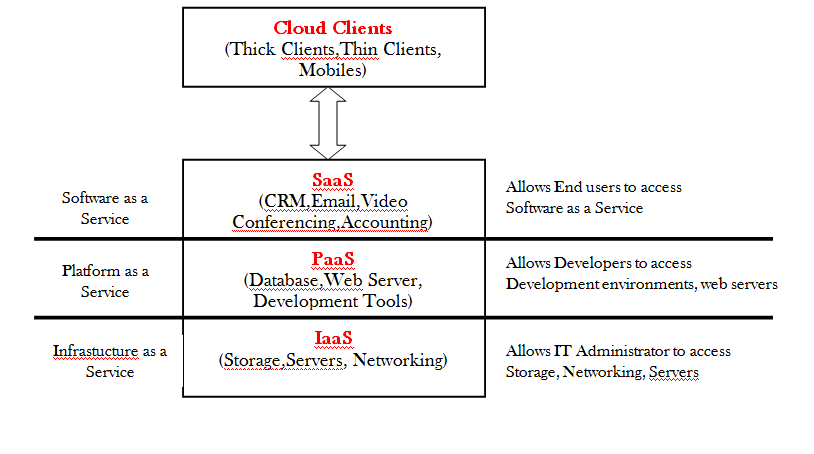 Cloud Clients
(Thick Clients,Thin Clients,
Mobiles)
Software as a
Service
SaaS
(CRM,Email,Video
Conferencing,Accounting)
Allows End users to access
Software as a Service
Platform as a
Service
PaaS
(Database,Web Server,
Development Tools)
Allows Developers to access
Development environments, web servers
Infrastucture as a
Service
IaaS
(Storage,Servers, Networking)
Allows IT Administrator to access
Storage, Networking, Servers